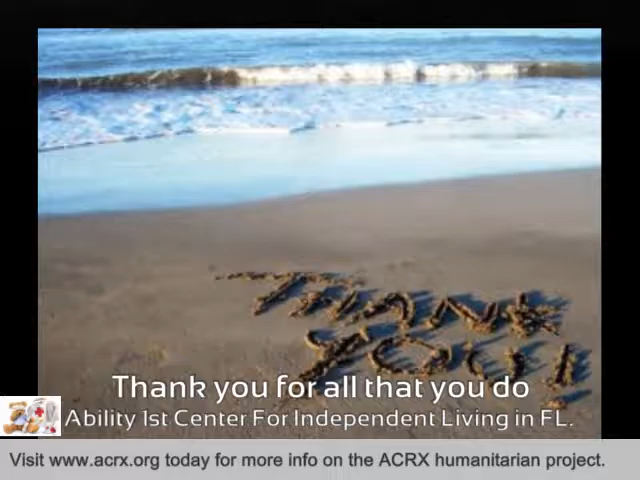 THANK
YOU!
Thank you for all that you do
Ability 1st Center For Independent Living in FL.
Visit www.acrx.org today for more info on the ACRX humanitarian project.